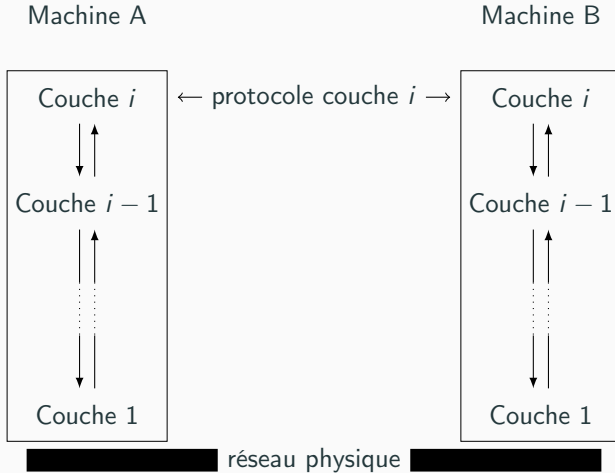 Machine A Machine B
Couche i ← protocole couche i → Couche i
Couche i − 1 Couche i − 1
Couche 1 Couche 1
réseau physique